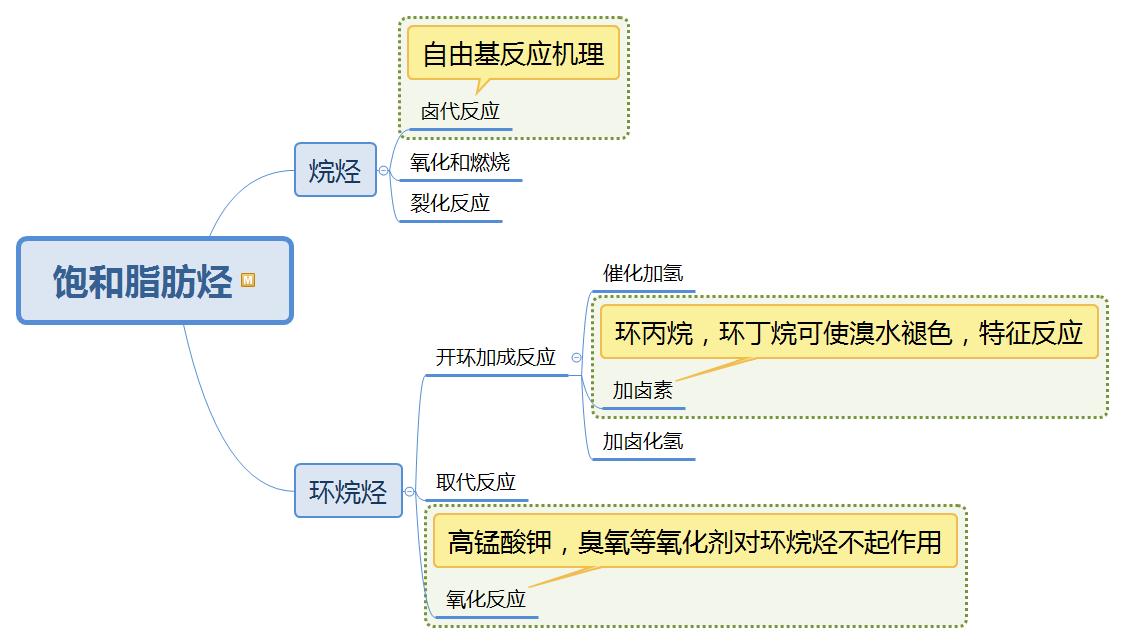 自由基反应机理
卤代反应
烷烃
氧化和燃烧
裂化反应
饱和脂肪烃 M
催化加氢
环丙烷，环丁烷可使溴水褪色，特征反应
开环加成反应
加卤素
加卤化氢
取代反应
环烷烃
高锰酸钾，臭氧等氧化剂对环烷烃不起作用
氧化反应